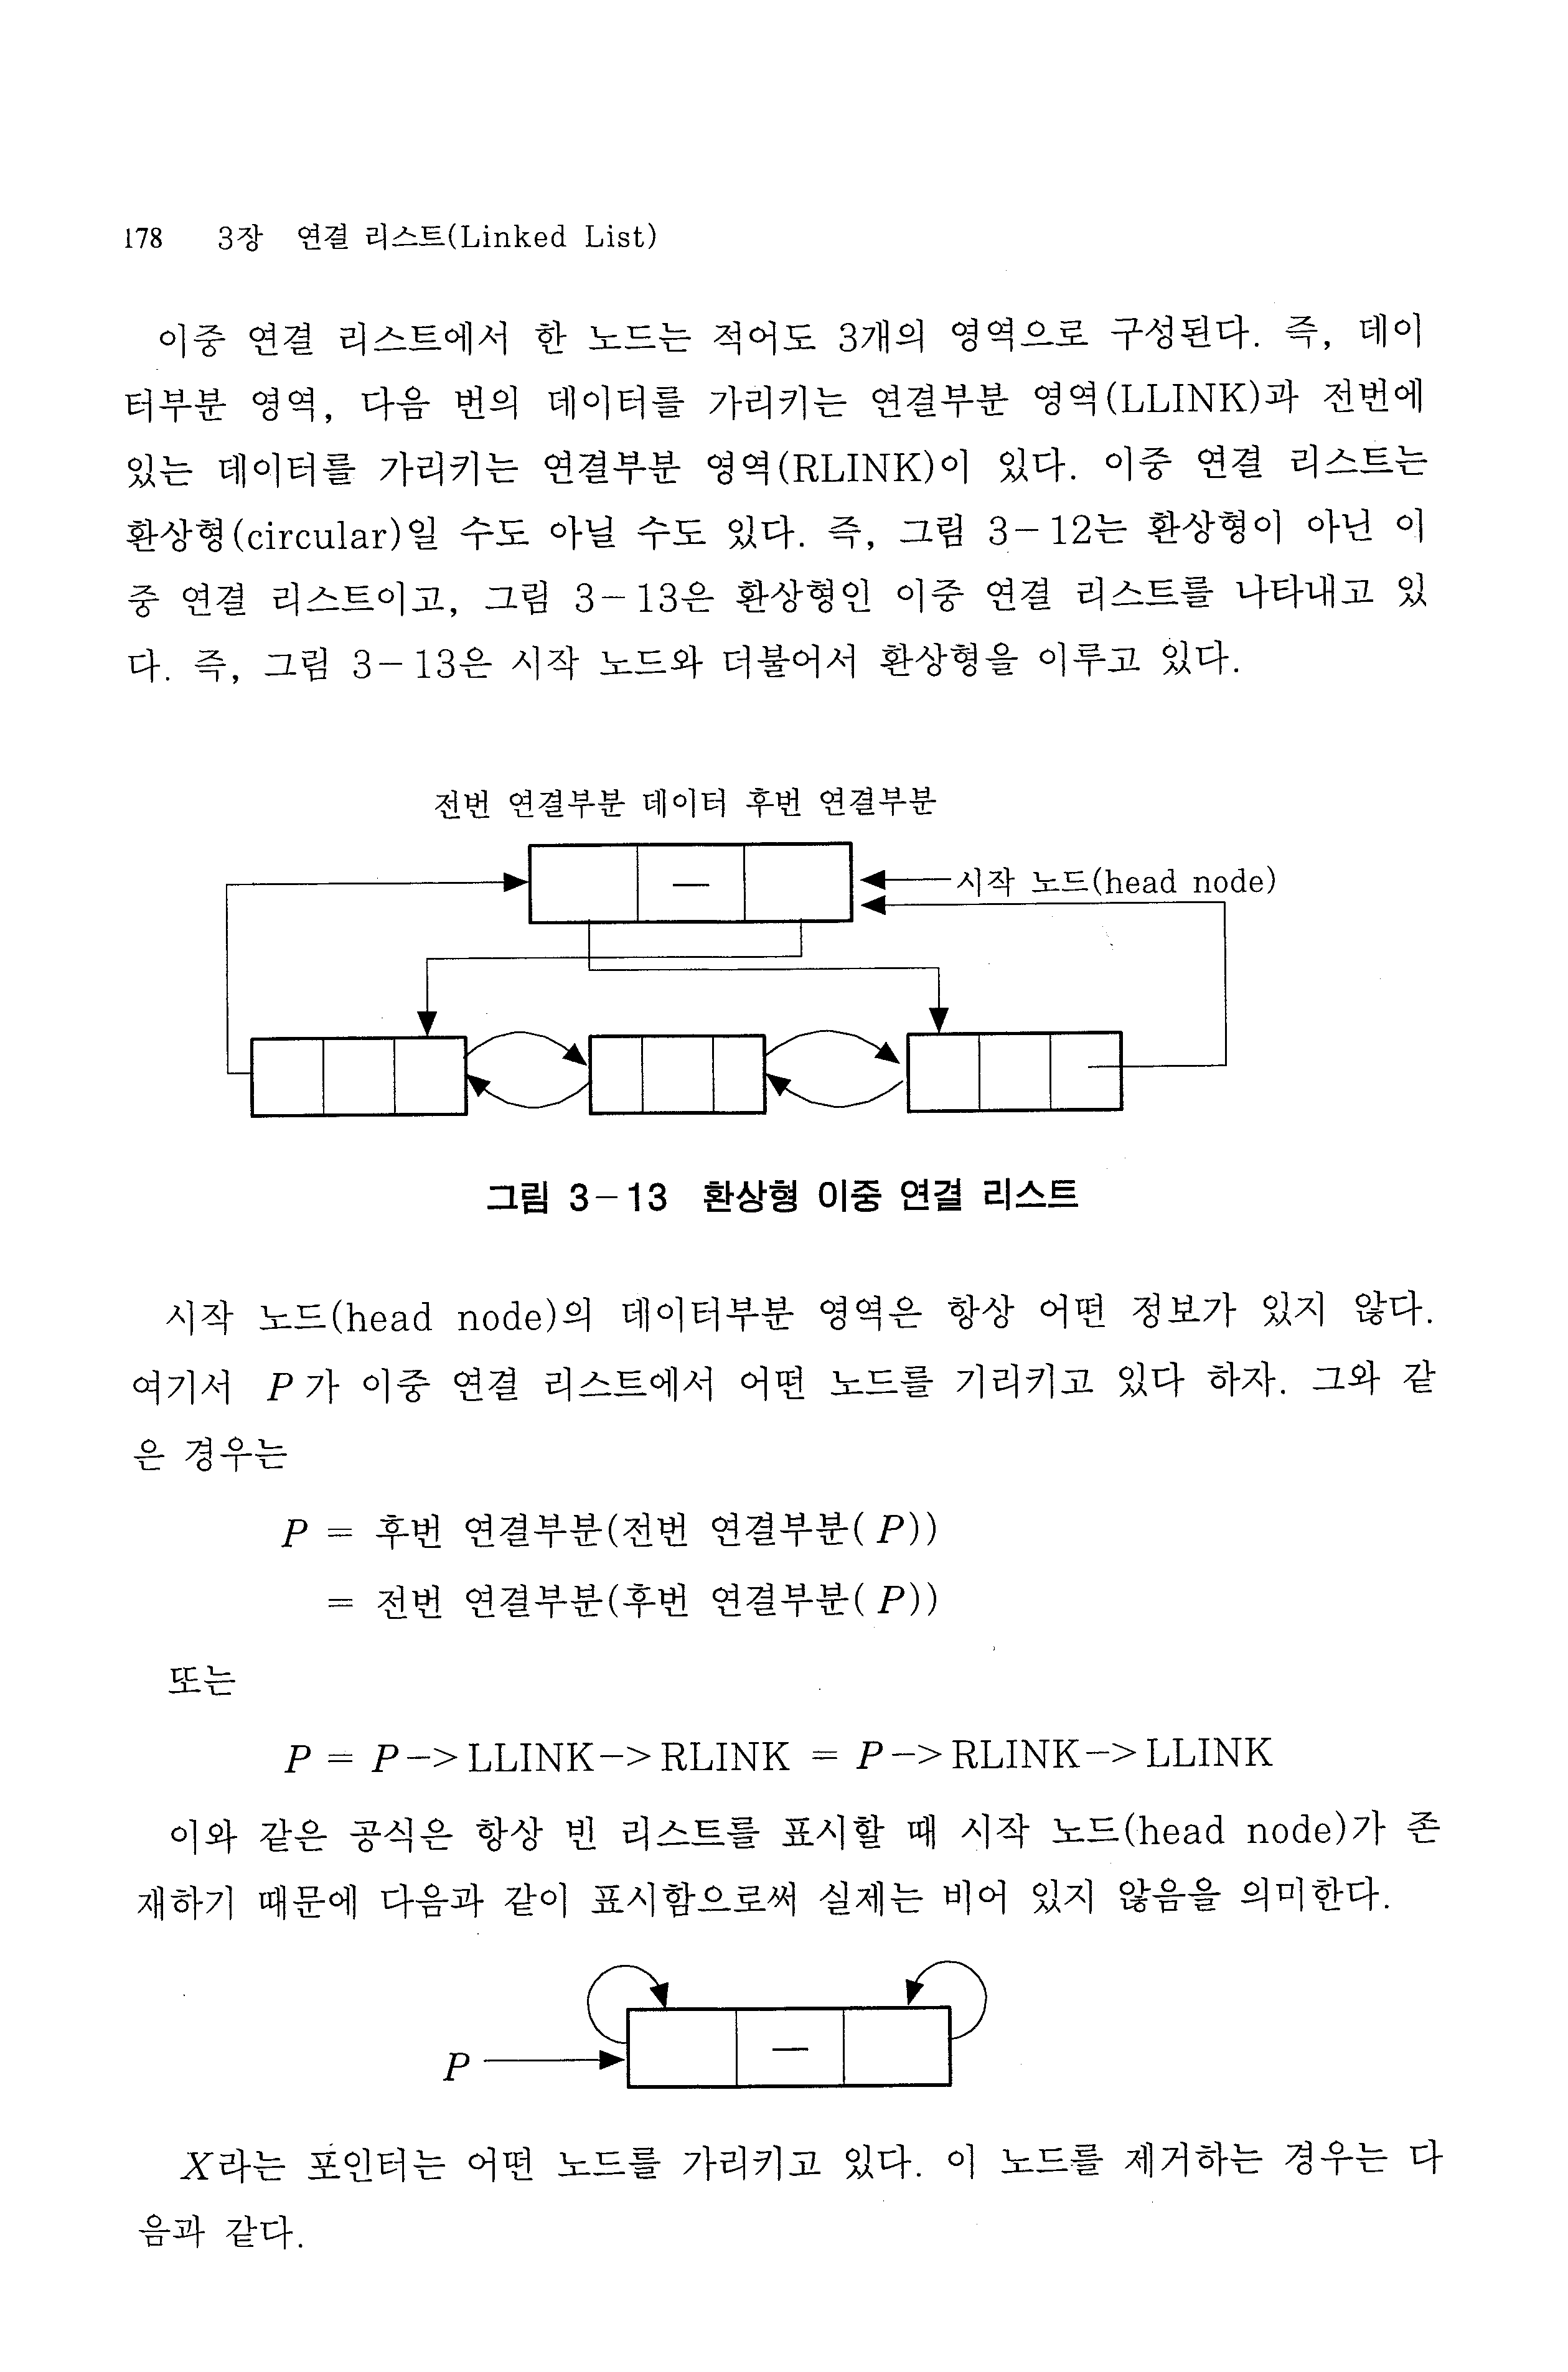 178 3장 연결 리스트(Linked List)
이중 연결 리스트에서 한 노드는 적어도 3개의 영역으로 구성된다. 즉, 데이
터부분 영역, 다음 번의 데이터를 가리키는 연결부분 영역(LLINK)과 전번에
있는 데이터를 가리키는 연결부분 영역(RLINK)이 있다. 이중 연결 리스트는
환상형(circular)일 수도 아닐 수도 있다. 즉, 그림 3-12는 환상형이 아닌 이
중 연결 리스트이고, 그림 3-13은 환상형인 이중 연결 리스트를 나타내고 있
다. 즉, 그림 3-13은 시작 노드와 더불어서 환상형을 이루고 있다.
전번 연결부분 데이터 후번 연결부분
시작 노드(head node)
그림 3-13 환상형 이중 연결 리스트
시작 노드(head node)의 데이터부분 영역은 항상 어떤 정보가 있지 않다.
여기서 P가 이중 연결 리스트에서 어떤 노드를 기리키고 있다 하자. 그와 같
은 경우는
P = 후번 연결부분(전번 연결부분(P))
= 전번 연결부분(후번 연결부분(P))
또는
P = P->LLINK->RLINK = P->RLINK->LLINK
이와 같은 공식은 항상 빈 리스트를 표시할 때 시작 노드(head node)가 존
재하기 때문에 다음과 같이 표시함으로써 실제는 비어 있지 않음을 의미한다.
P
X라는 포인터는 어떤 노드를 가리키고 있다. 이 노드를 제거하는 경우는 다
음과 같다.